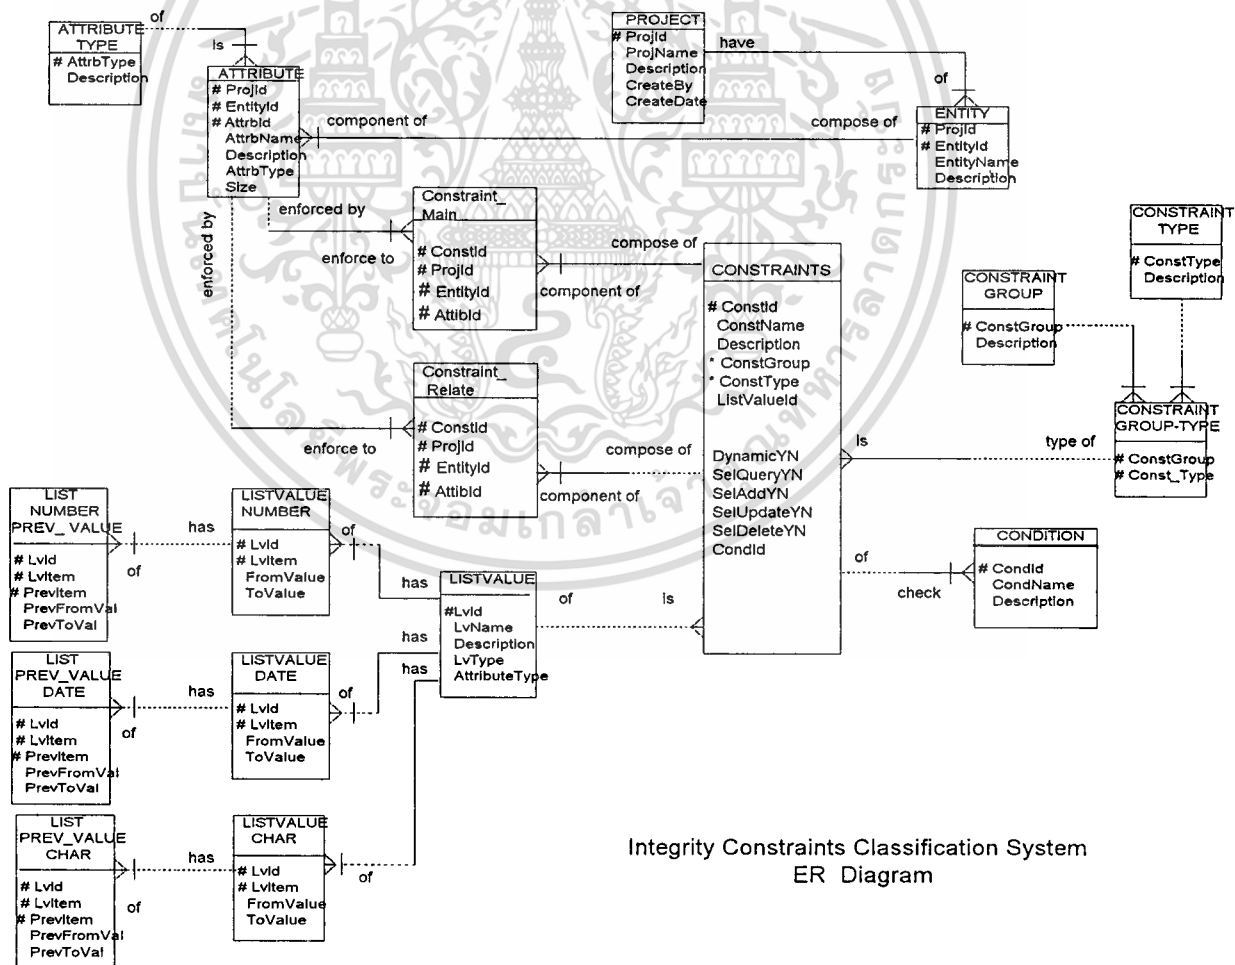 ATTRIBUTE
TYPE
# AttrbType
Description
of
is
ATTRIBUTE
# ProjId
# EntityId
# AttrbId
AttrbName
Description
AttrbType
Size
component of
compose of
PROJECT
# ProjId
ProjName
Description
CreateBy
CreateDate
have
of
ENTITY
# ProjId
# EntityId
EntityName
Description
enforced by
enforce to
enforced by
enforce to
Constraint_
Main
# ConstId
# ProjId
# EntityId
# AttibId
compose of
component of
Constraint_
Relate
# ConstId
# ProjId
# EntityId
# AttibId
compose of
component of
CONSTRAINTS
# ConstId
ConstName
Description
* ConstGroup
* ConstType
ListValueId
DynamicYN
SelQueryYN
SelAddYN
SelUpdateYN
SelDeleteYN
CondId
CONSTRAINT
GROUP
# ConstGroup
Description
CONSTRAINT
TYPE
# ConstType
Description
CONSTRAINT
GROUP-TYPE
# ConstGroup
# Const_Type
is
type of
of
check
CONDITION
# CondId
CondName
Description
LIST
NUMBER
PREV_VALUE
# LvId
# LvItem
# PrevItem
PrevFromVal
PrevToVal
has
of
LISTVALUE
NUMBER
# LvId
# LvItem
FromValue
ToValue
of
has
LISTVALUE
#LvId
LvName
Description
LvType
AttributeType
of
is
LIST
PREV_VALUE
DATE
# LvId
# LvItem
# PrevItem
PrevFromVal
PrevToVal
has
of
LISTVALUE
DATE
# LvId
# LvItem
FromValue
ToValue
of
has
has
LIST
PREV_VALUE
CHAR
# LvId
# LvItem
# PrevItem
PrevFromVal
PrevToVal
has
of
LISTVALUE
CHAR
# LvId
# LvItem
FromValue
ToValue
of
Integrity Constraints Classification System
ER Diagram